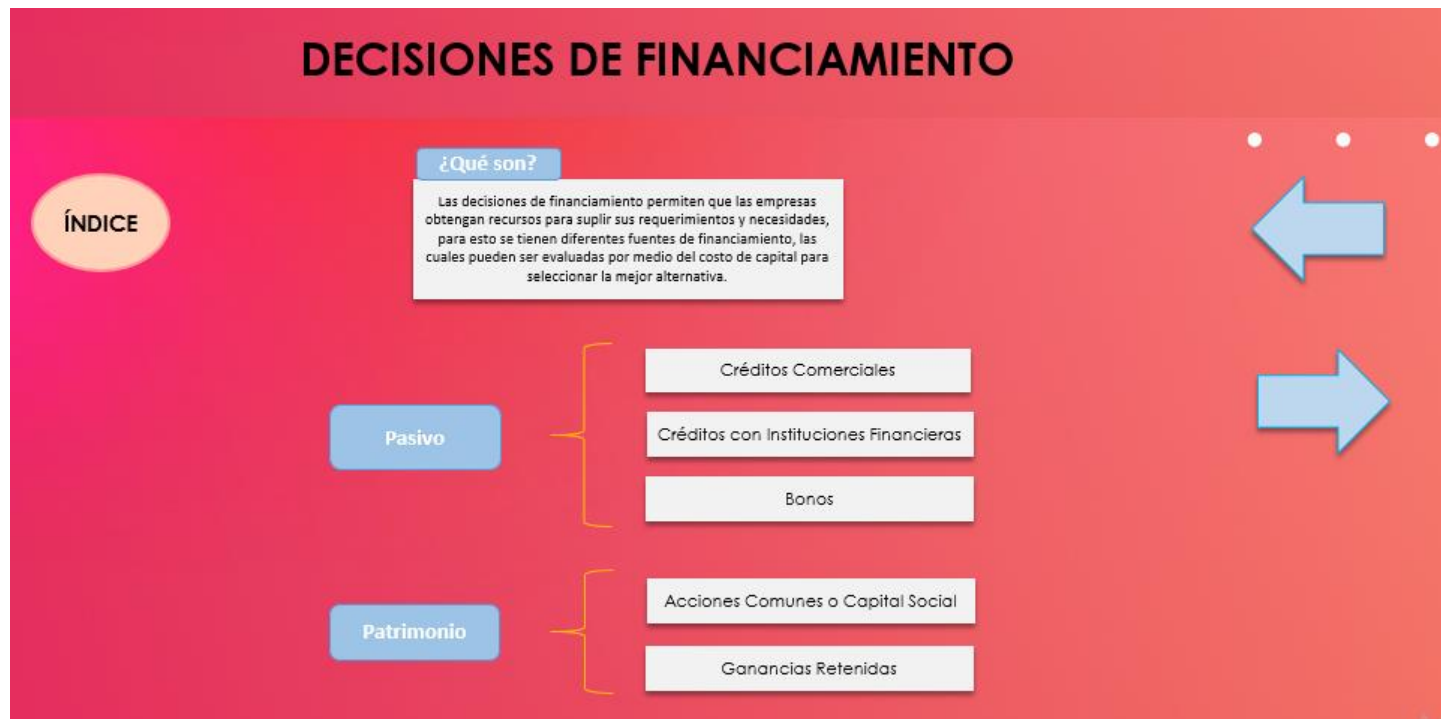 DECISIONES DE FINANCIAMIENTO
ÍNDICE
¿Qué son?
Las decisiones de financiamiento permiten que las empresas
obtengan recursos para suplir sus requerimientos y necesidades,
para esto se tienen diferentes fuentes de financiamiento, las
cuales pueden ser evaluadas por medio del costo de capital para
seleccionar la mejor alternativa.
Pasivo
Créditos Comerciales
Créditos con Instituciones Financieras
Bonos
Patrimonio
Acciones Comunes o Capital Social
Ganancias Retenidas